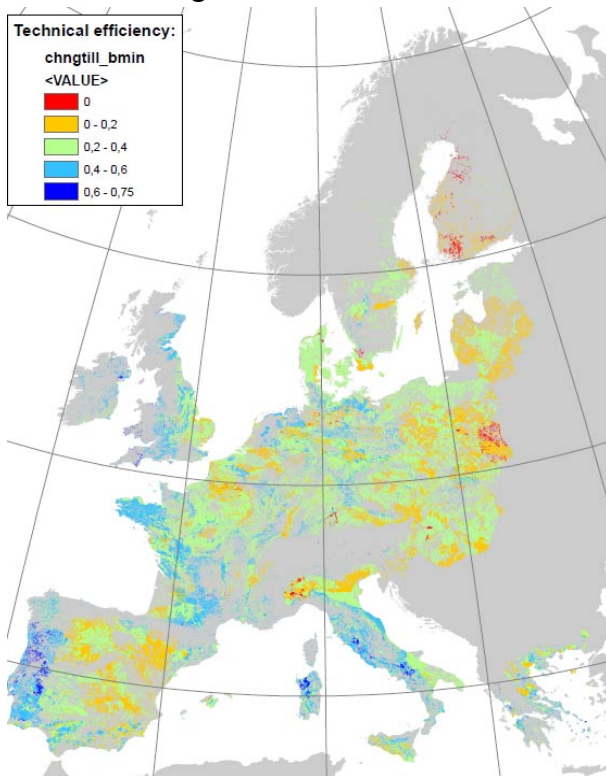 Technical efficiency:
chngtill_bmin
<VALUE>
0
0 - 0,2
0,2 - 0,4
0,4 - 0,6
0,6 - 0,75